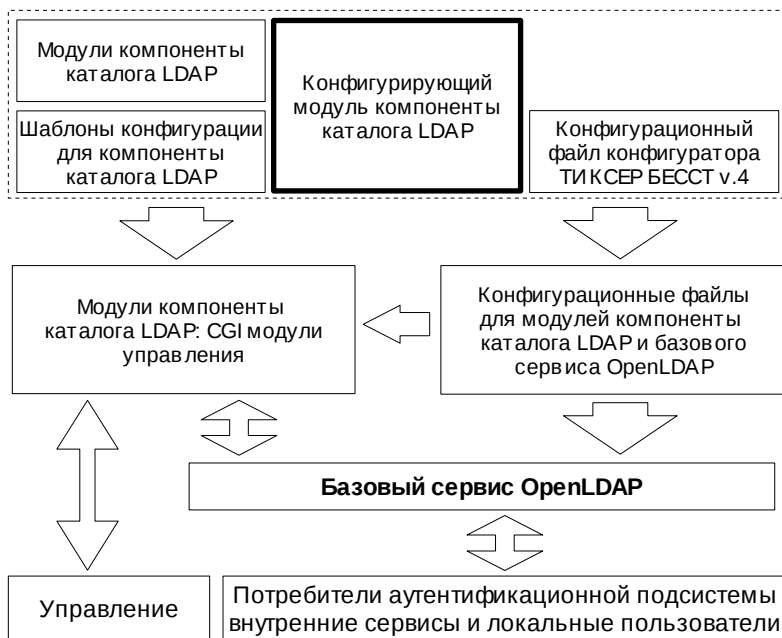 Модули компоненты
каталога LDAP
Шаблоны конфигурации
для компоненты
каталога LDAP
Конфигурирующий
модуль компоненты
каталога LDAP
Конфигурационный
файл конфигуратора
ТИ КСЕР БЕССТ v.4
Модули компоненты
каталога LDAP: CGI модули
управления
Конфигурационные файлы
для модулей компоненты
каталога LDAP и базового
сервиса OpenLDAP
Базовый сервис OpenLDAP
Управление
Потребители аутентификационной подсистемы
внутренние сервисы и локальные пользователи